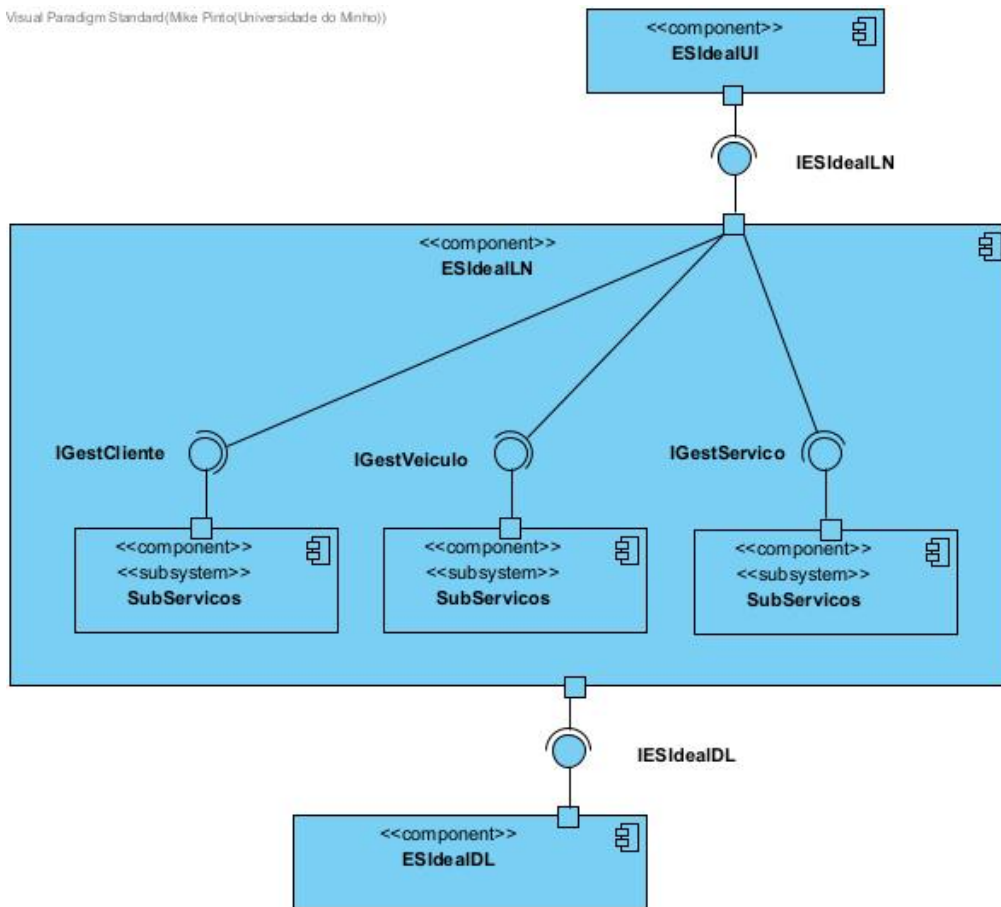 Visual Paradigm Standard(Mike Pinto(Universidade do Minho))
<<component>>
ESIdealUI
IESIdealLN
<<component>>
ESIdealLN
IGestCliente
IGestVeiculo
IGestServico
<<component>>
<<subsystem>>
SubServicos
<<component>>
<<subsystem>>
SubServicos
<<component>>
<<subsystem>>
SubServicos
IESIdealDL
<<component>>
ESIdealDL